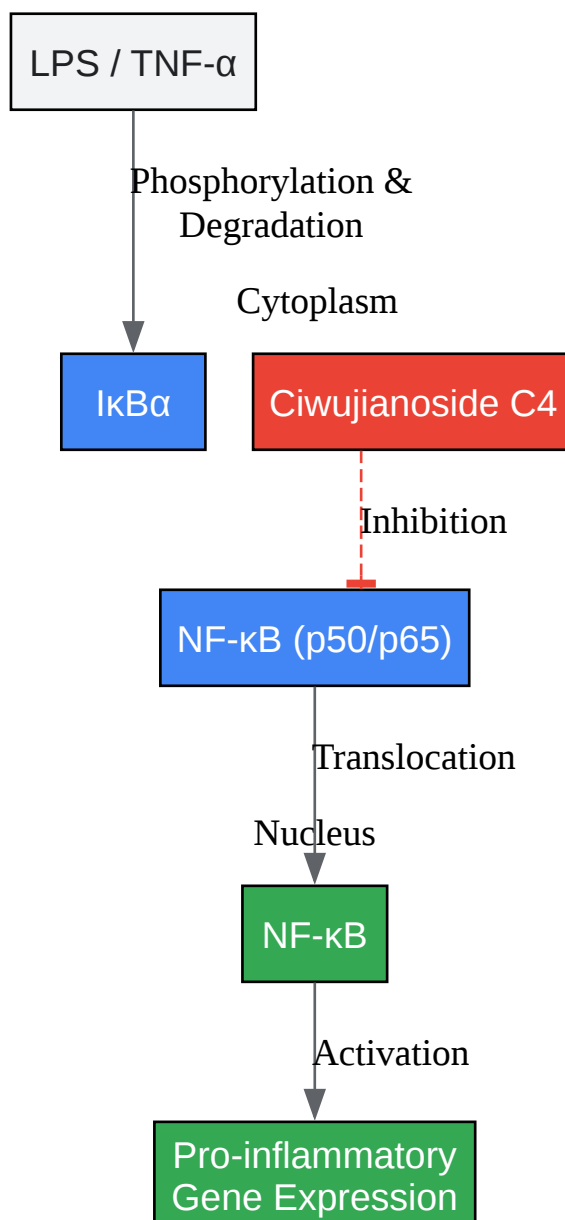 LPS / TNF-α
Phosphorylation &
Degradation
Cytoplasm
IκBα
Ciwujianoside C4
Inhibition
NF-κB (p50/p65)
Translocation
Nucleus
NF-κB
Activation
Pro-inflammatory
Gene Expression